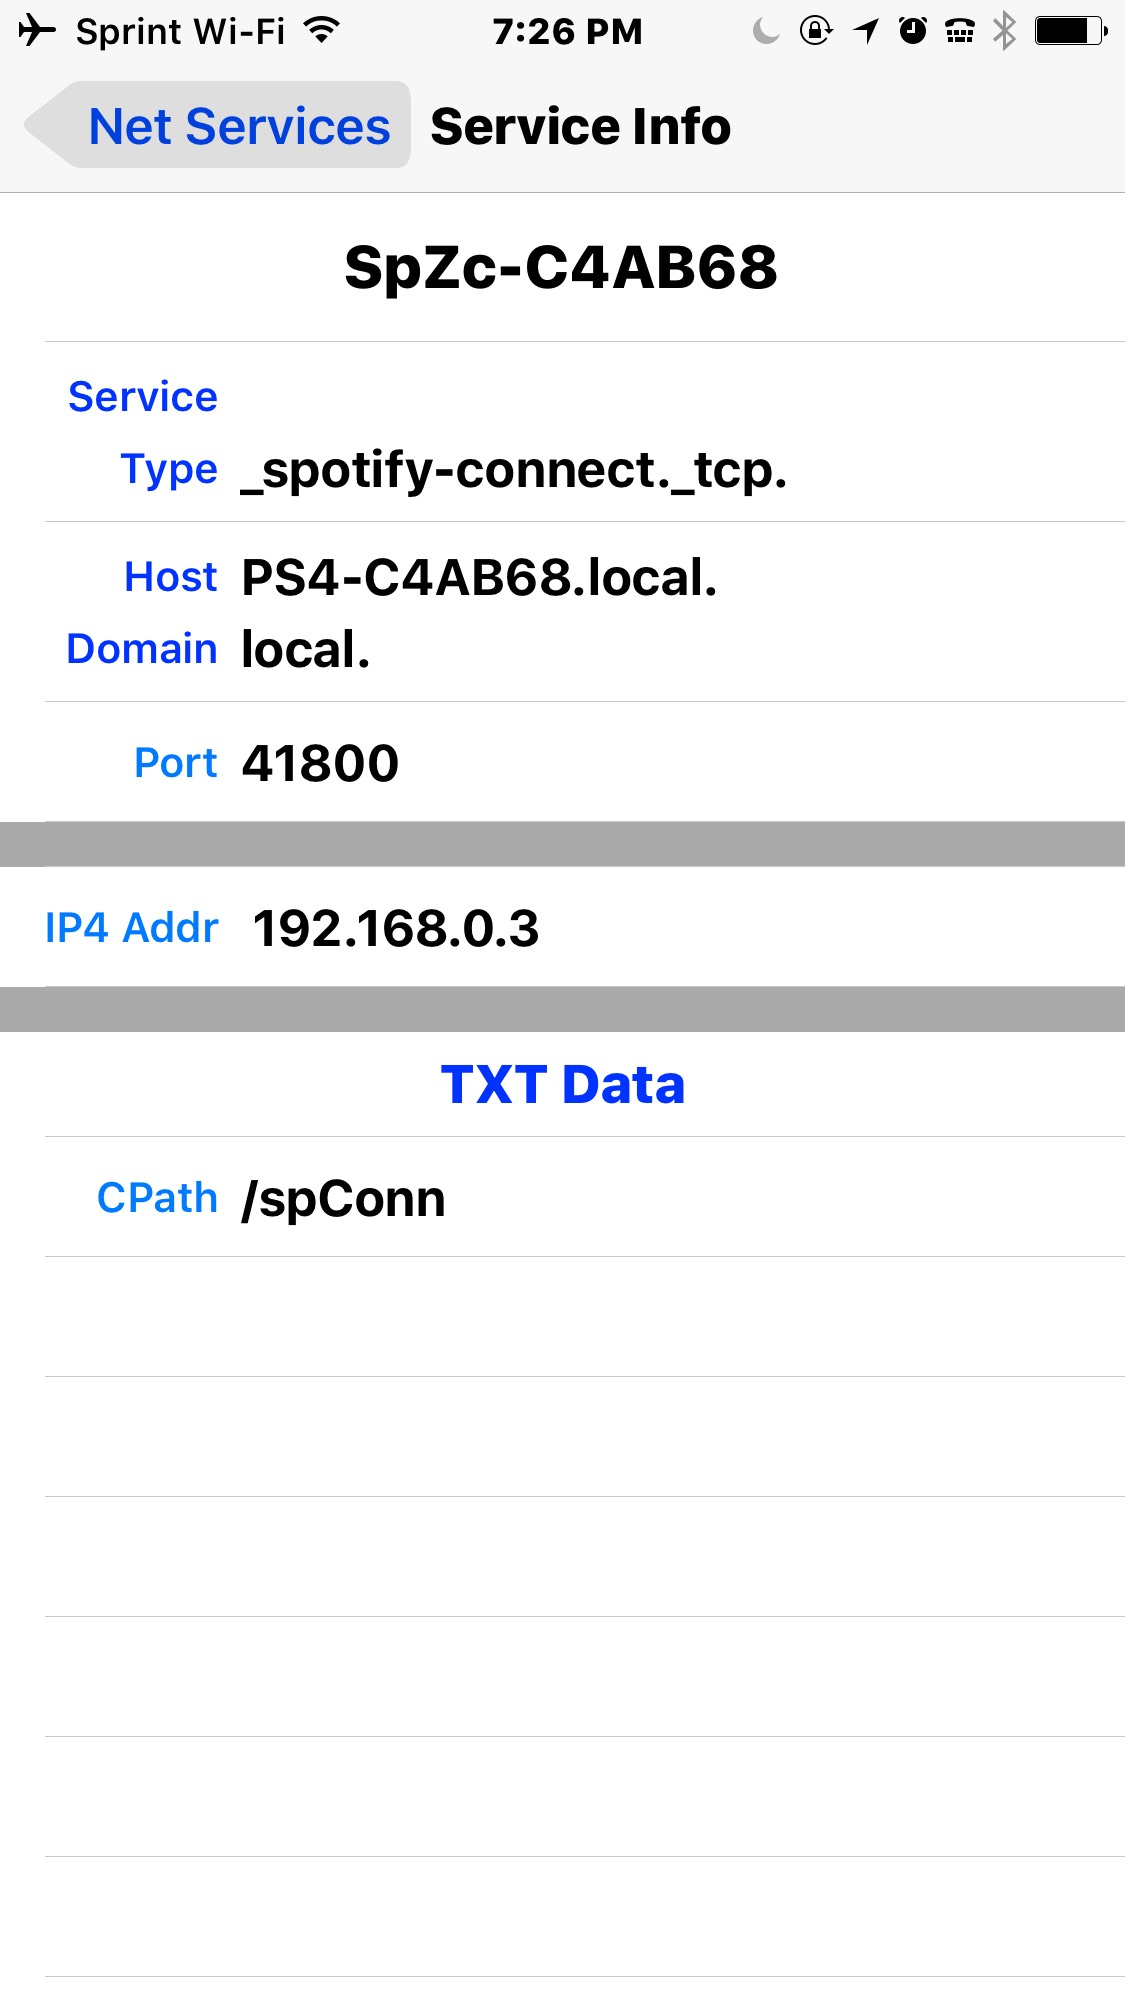 Sprint Wi-Fi 7:26 PM
Net Services Service Info
SpZc-C4AB68
Service
Type _spotify-connect._tcp.
Host PS4-C4AB68.local.
Domain local.
Port 41800
IP4 Addr 192.168.0.3
TXT Data
CPath /spConn